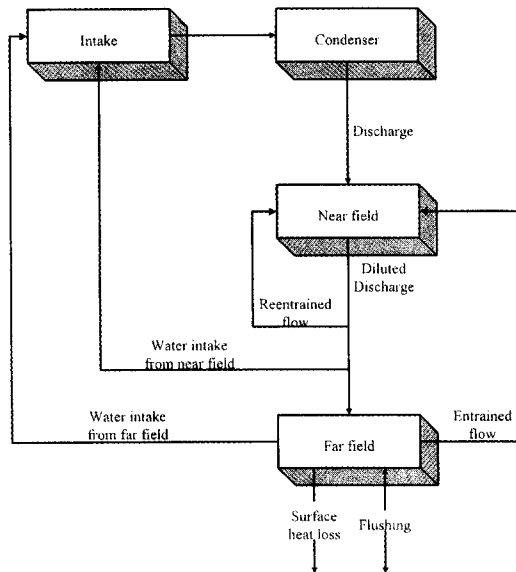 Intake
Condenser
Discharge
Near field
Diluted
Discharge
Reentrained
flow
Water intake
from near field
Water intake
from far field
Entrained
flow
Far field
Surface
heat loss
Flushing